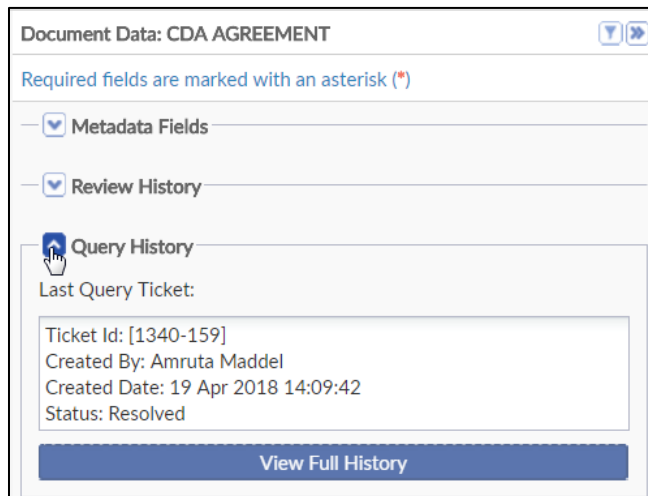 Document Data: CDA AGREEMENT
Required fields are marked with an asterisk (*)
Metadata Fields
Review History
Query History
Last Query Ticket:
Ticket Id: [1340-159]
Created By: Amruta Maddel
Created Date: 19 Apr 2018 14:09:42
Status: Resolved
View Full History